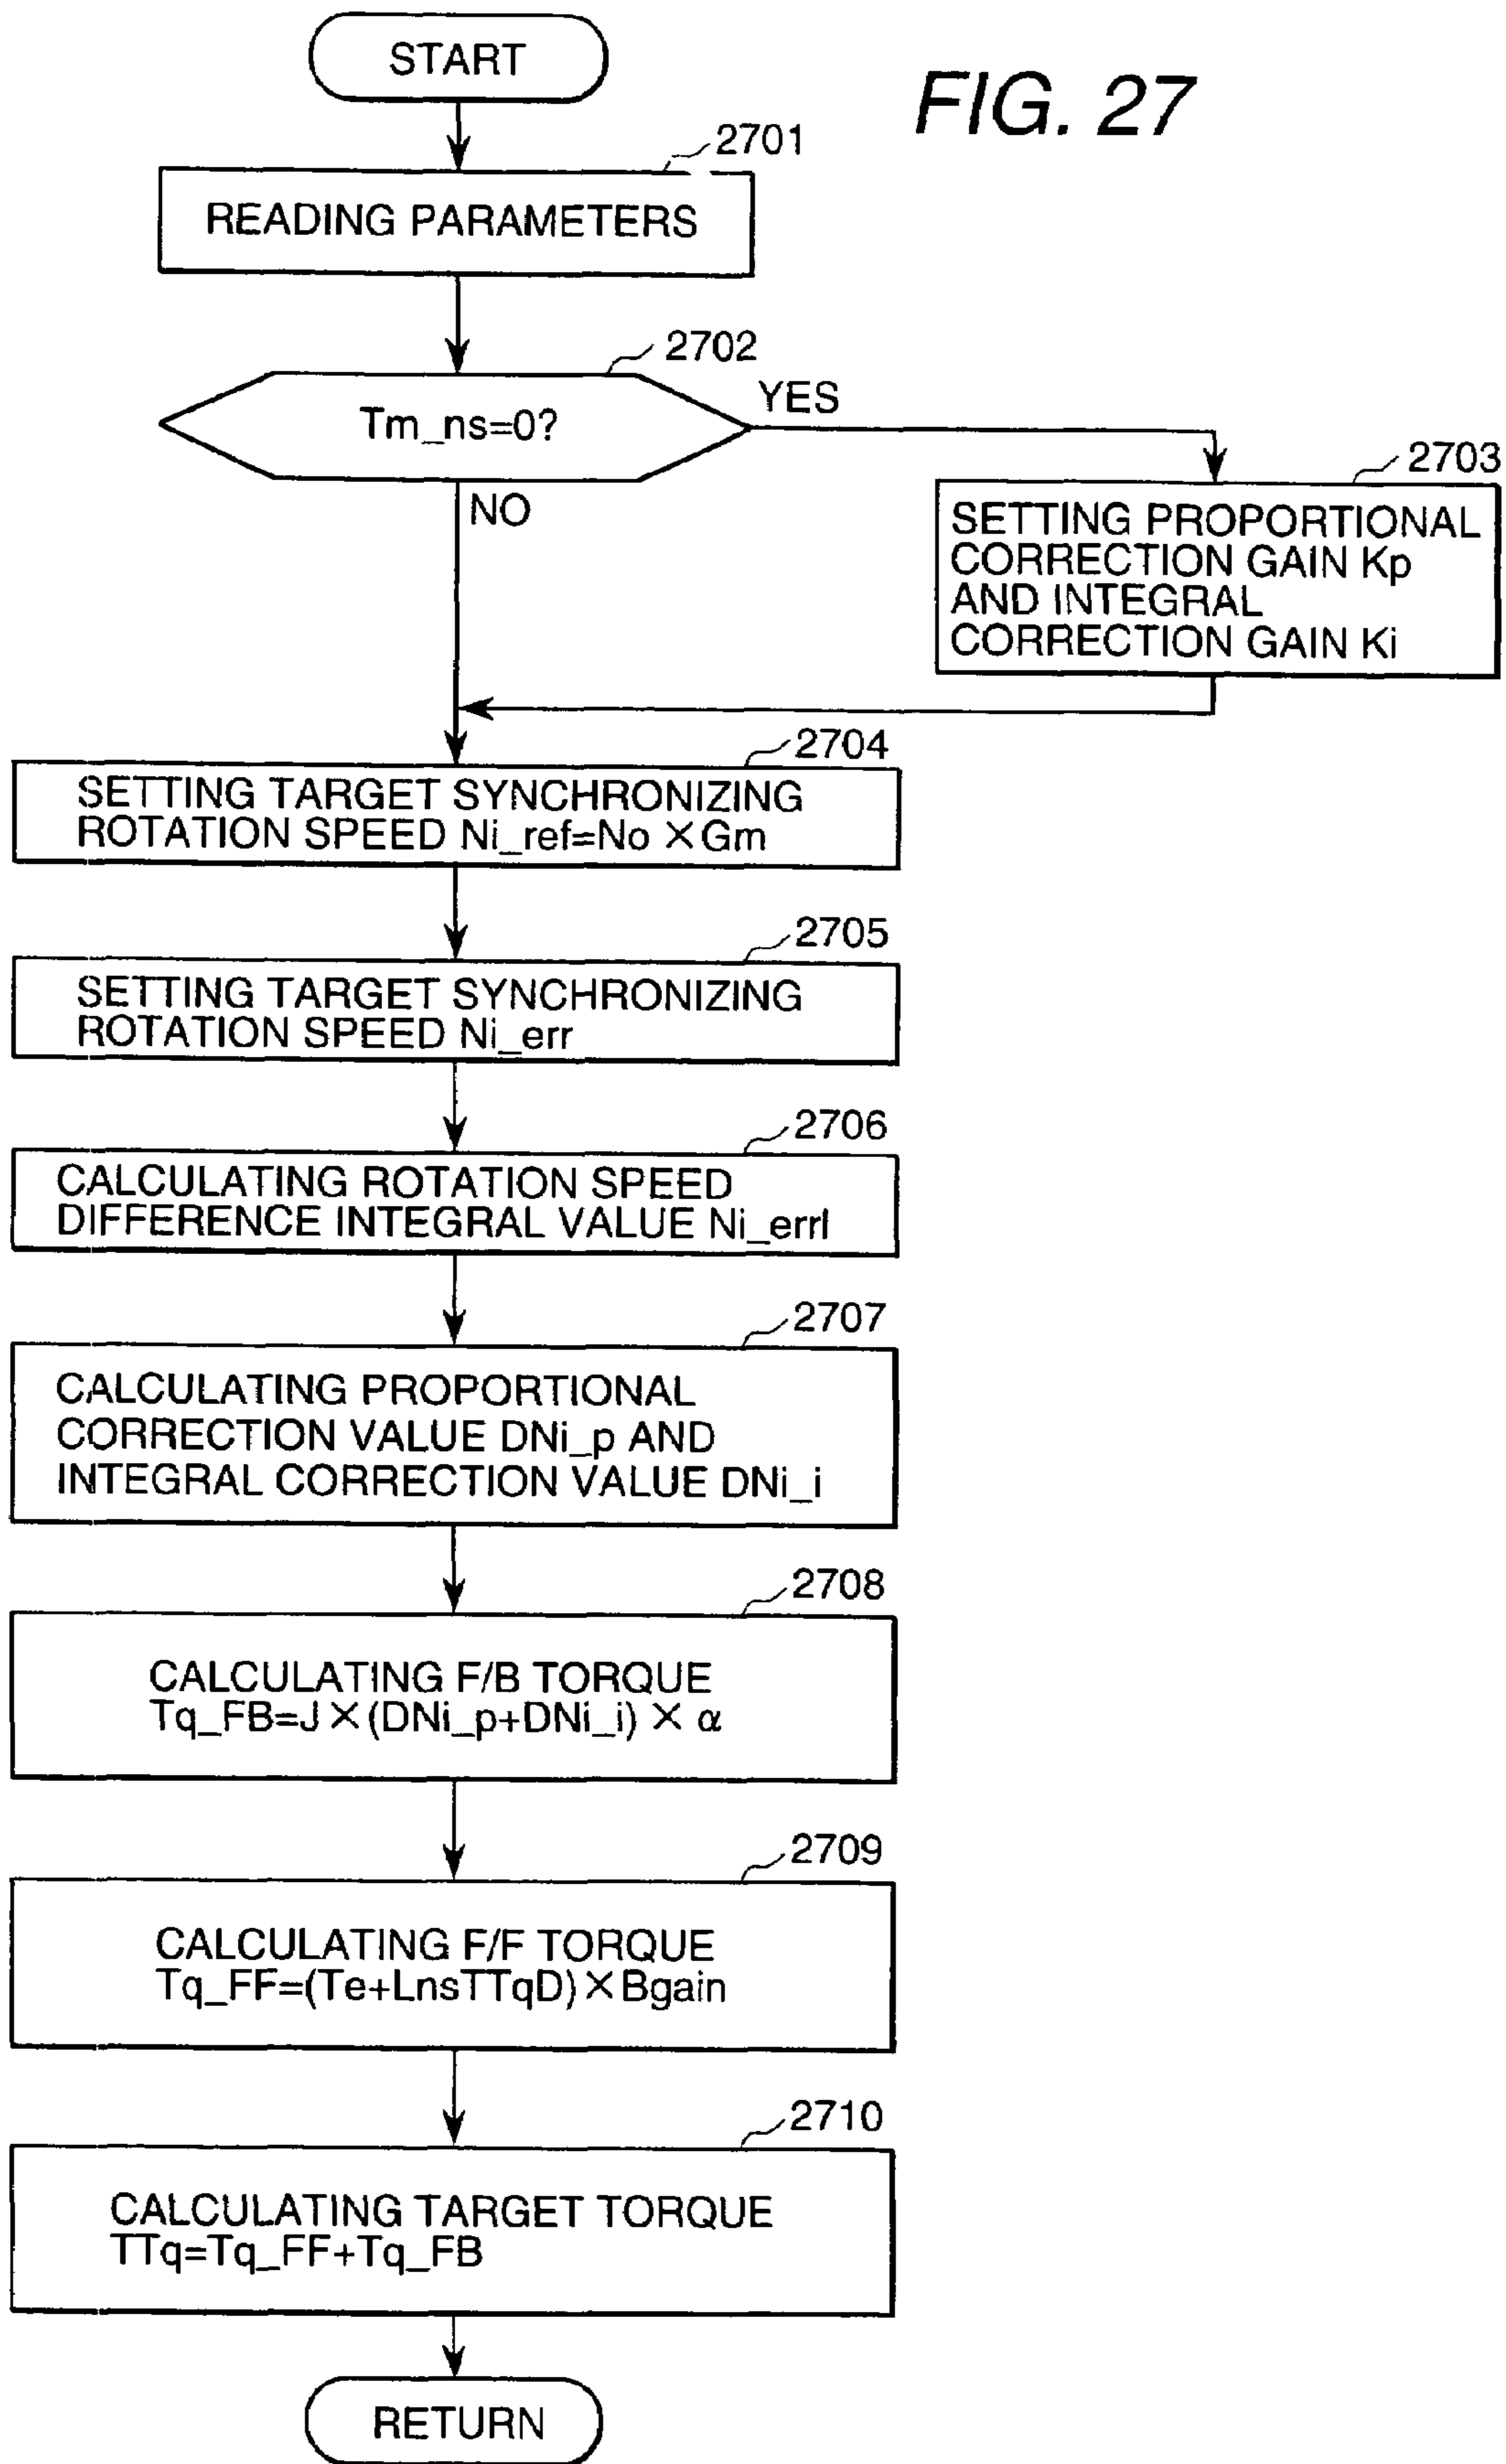 START
FIG. 27
2701
READING PARAMETERS
2702
Tm_ns=0?
YES
NO
2703
SETTING PROPORTIONAL
CORRECTION GAIN Kp
AND INTEGRAL
CORRECTION GAIN Ki
2704
SETTING TARGET SYNCHRONIZING
ROTATION SPEED Ni_ref=No × Gm
2705
SETTING TARGET SYNCHRONIZING
ROTATION SPEED Ni_err
2706
CALCULATING ROTATION SPEED
DIFFERENCE INTEGRAL VALUE Ni_errI
2707
CALCULATING PROPORTIONAL
CORRECTION VALUE DNi_p AND
INTEGRAL CORRECTION VALUE DNi_i
2708
CALCULATING F/B TORQUE
Tq_FB=J × (DNi_p+DNi_i) × α
2709
CALCULATING F/F TORQUE
Tq_FF=(Te+LnsTTqD) × Bgain
2710
CALCULATING TARGET TORQUE
TTq=Tq_FF+Tq_FB
RETURN